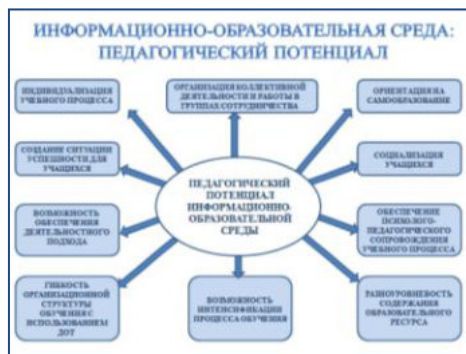 ИНФОРМАЦИОННО-ОБРАЗОВАТЕЛЬНАЯ СРЕДА:
ПЕДАГОГИЧЕСКИЙ ПОТЕНЦИАЛ
ИНДИВИДУАЛИЗАЦИЯ
УЧЕБНОГО ПРОЦЕССА
ОРГАНИЗАЦИЯ КОЛЛЕКТИВНОЙ
ДЕЯТЕЛЬНОСТИ И РАБОТЫ В
ГРУППАХ СОТРУДНИЧЕСТВА
ОРИЕНТАЦИЯ НА
САМООБРАЗОВАНИЕ
СОЗДАНИЕ СИТУАЦИИ
УСПЕШНОСТИ ДЛЯ
УЧАЩИХСЯ
СОЦИАЛИЗАЦИЯ
УЧАЩИХСЯ
ПЕДАГОГИЧЕСКИЙ
ПОТЕНЦИАЛ
ИНФОРМАЦИОННО-
ОБРАЗОВАТЕЛЬНОЙ
СРЕДЫ
ВОЗМОЖНОСТЬ
ОБЕСПЕЧЕНИЯ
ДЕЯТЕЛЬНОСТНОГО
ПОДХОДА
ОБЕСПЕЧЕНИЕ
ПСИХОЛОГО-
ПЕДАГОГИЧЕСКОГО
СОПРОВОЖДЕНИЯ
УЧЕБНОГО ПРОЦЕССА
ГИБКОСТЬ
ОРГАНИЗАЦИОННОЙ
СТРУКТУРЫ
ОБУЧЕНИЯ С
ИСПОЛЬЗОВАНИЕМ
ДОТ
ВОЗМОЖНОСТЬ
ИНТЕНСИФИКАЦИИ
ПРОЦЕССА ОБУЧЕНИЯ
РАЗНОУРОВНЕВОСТЬ
СОДЕРЖАНИЯ
ОБРАЗОВАТЕЛЬНОГО
РЕСУРСА